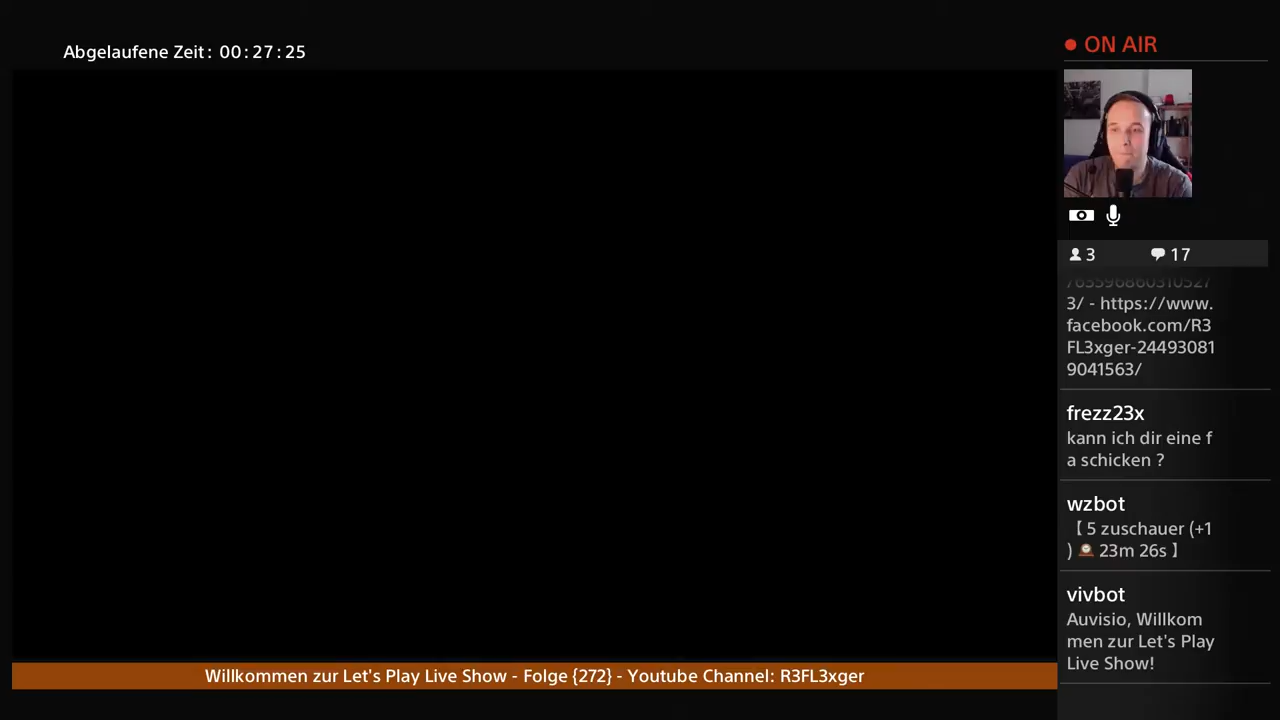 Abgelaufene Zeit: 00:27:25
ON AIR
3 17
3/ - https://www.
facebook.com/R3
FL3xger-24493081
9041563/
frezz23x
kann ich dir eine f
a schicken ?
wzbot
【 5 zuschauer (+1
) 🕰 23m 26s 】
vivbot
Auvisio, Willkom
men zur Let's Play
Live Show!
Willkommen zur Let's Play Live Show - Folge {272} - Youtube Channel: R3FL3xger